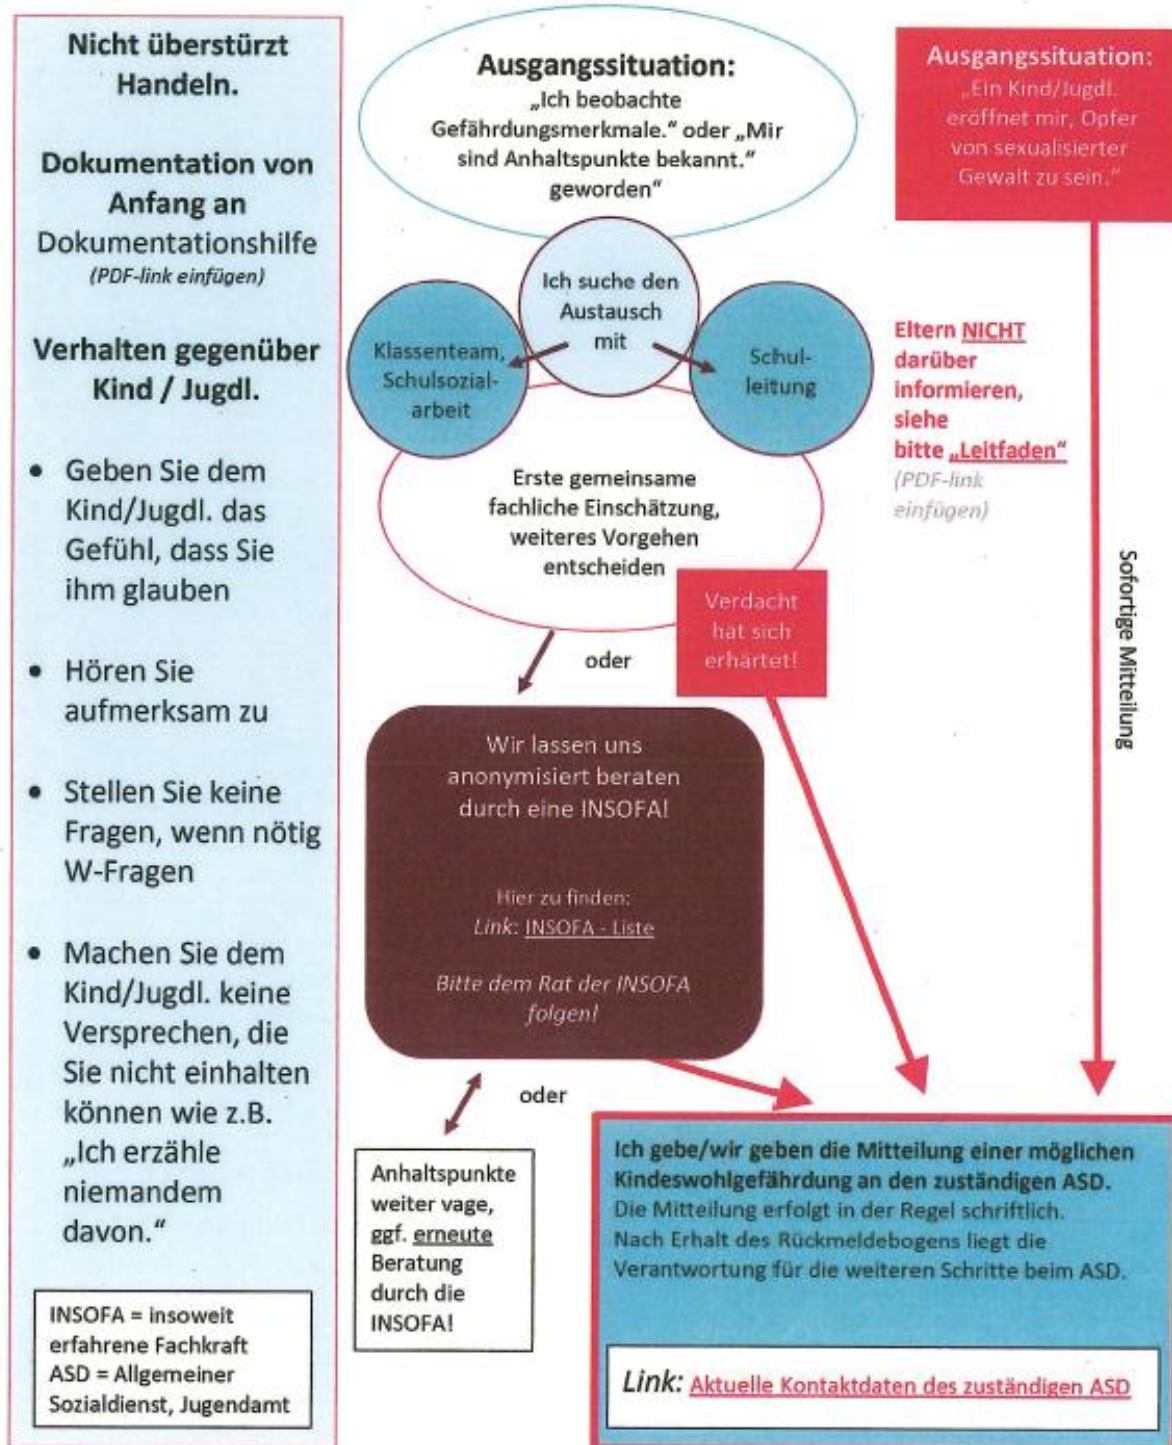 Nicht überstürzt
Handeln.
Dokumentation von
Anfang an
Dokumentationshilfe
(PDF-link einfügen)
Verhalten gegenüber
Kind / Jugdl.
• Geben Sie dem
Kind/Jugdl. das
Gefühl, dass Sie
ihm glauben
• Hören Sie
aufmerksam zu
• Stellen Sie keine
Fragen, wenn nötig
W-Fragen
• Machen Sie dem
Kind/Jugdl. keine
Versprechen, die
Sie nicht einhalten
können wie z.B.
„Ich erzähle
niemandem
davon.“
INSOFA = insoweit
erfahrene Fachkraft
ASD = Allgemeiner
Sozialdienst, Jugendamt
Ausgangssituation:
„Ich beobachte
Gefährdungsmerkmale.“ oder „Mir
sind Anhaltspunkte bekannt.“
geworden“
Ich suche den
Austausch
mit
Klassenteam,
Schulsozial-
arbeit
Schul-
leitung
Erste gemeinsame
fachliche Einschätzung,
weiteres Vorgehen
entscheiden
Verdacht
hat sich
erhärtet!
oder
Wir lassen uns
anonymisiert beraten
durch eine INSOFA!
Hier zu finden:
Link: INSOFA - Liste
Bitte dem Rat der INSOFA
folgen!
oder
Anhaltspunkte
weiter vage,
ggf. erneute
Beratung
durch die
INSOFA!
Ausgangssituation:
„Ein Kind/Jugdl.
eröffnet mir, Opfer
von sexualisierter
Gewalt zu sein.“
Eltern NICHT
darüber
informieren,
siehe
bitte „Leitfaden“
(PDF-link
einfügen)
Sofortige Mitteilung
Ich gebe/wir geben die Mitteilung einer möglichen
Kindeswohlgefährdung an den zuständigen ASD.
Die Mitteilung erfolgt in der Regel schriftlich.
Nach Erhalt des Rückmeldebogens liegt die
Verantwortung für die weiteren Schritte beim ASD.
Link: Aktuelle Kontaktdaten des zuständigen ASD